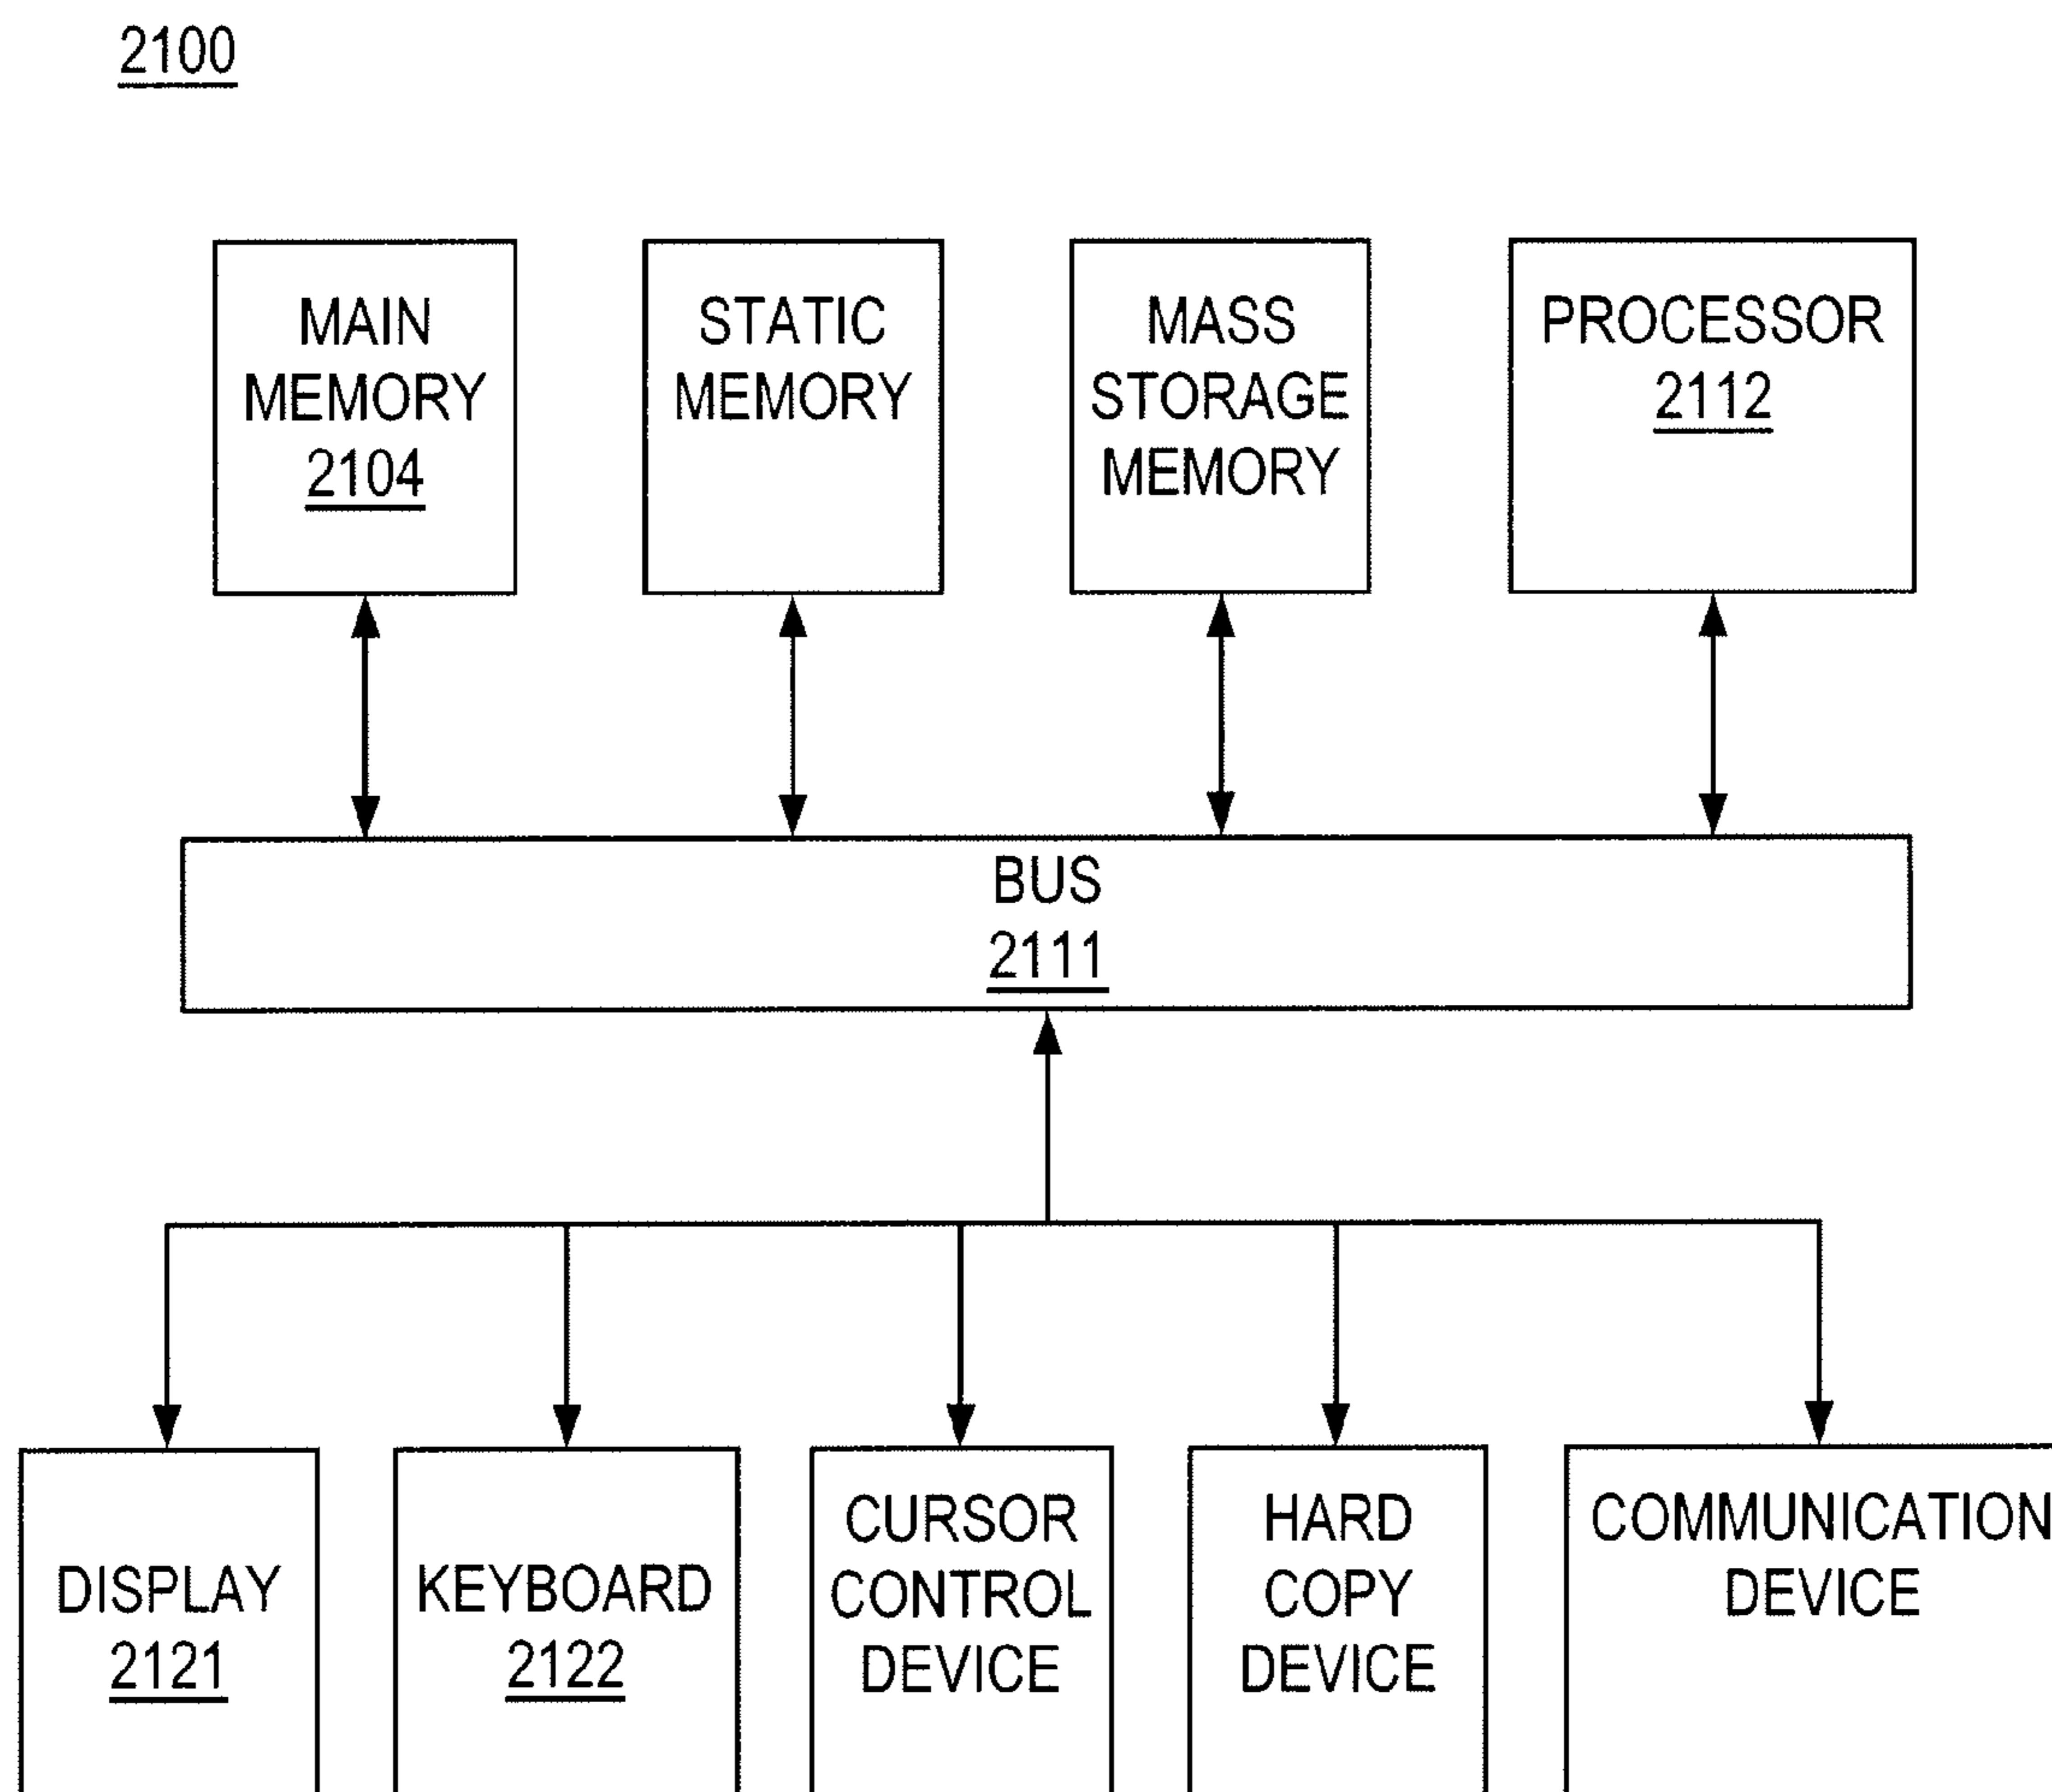 2100
MAIN
MEMORY
2104
STATIC
MEMORY
MASS
STORAGE
MEMORY
PROCESSOR
2112
BUS
2111
DISPLAY
2121
KEYBOARD
2122
CURSOR
CONTROL
DEVICE
HARD
COPY
DEVICE
COMMUNICATION
DEVICE